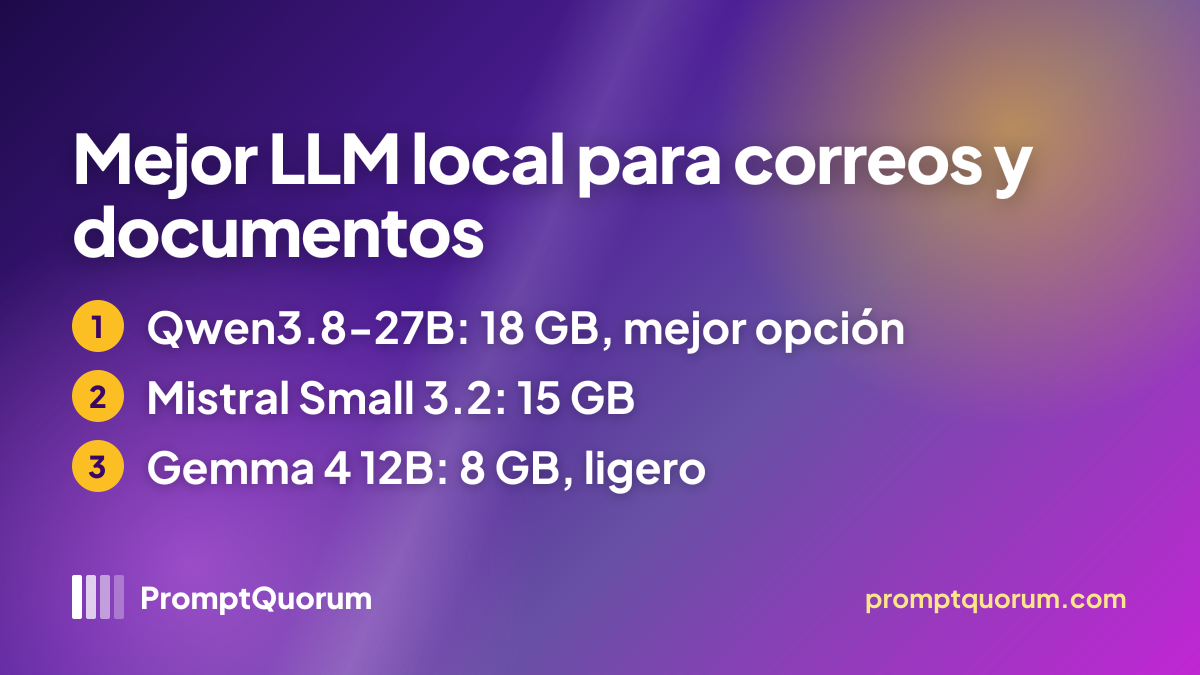 Mejor LLM local para correos y
documentos
1 Qwen3.8-27B: 18 GB, mejor opción
2 Mistral Small 3.2: 15 GB
3 Gemma 4 12B: 8 GB, ligero
PromptQuorum
promptquorum.com